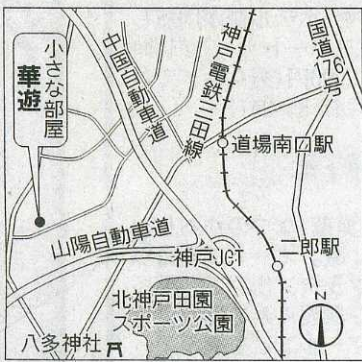 小さな部屋
華遊
中国自動車道
神戸電鉄三田線
国道176号
道場南口駅
山陽自動車道
神戸JCT
二郎駅
北神戸田園
スポーツ公園
八多神社
N